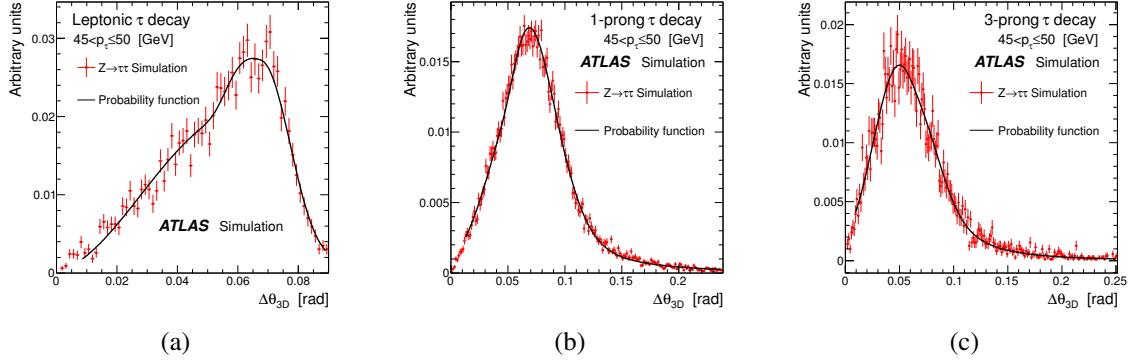 Leptonic τ decay
45<pτ≤50 [GeV]
Z→ττ Simulation
Probability function
ATLAS Simulation
Arbitrary units
0.03
0.02
0.01
0
0 0.02 0.04 0.06 0.08
Δθ3D [rad]
(a)
1-prong τ decay
45<pτ≤50 [GeV]
ATLAS Simulation
Z→ττ Simulation
Probability function
Arbitrary units
0.015
0.01
0.005
0
0 0.05 0.1 0.15 0.2
Δθ3D [rad]
(b)
3-prong τ decay
45<pτ≤50 [GeV]
ATLAS Simulation
Z→ττ Simulation
Probability function
Arbitrary units
0.02
0.015
0.01
0.005
0
0 0.05 0.1 0.15 0.2 0.25
Δθ3D [rad]
(c)